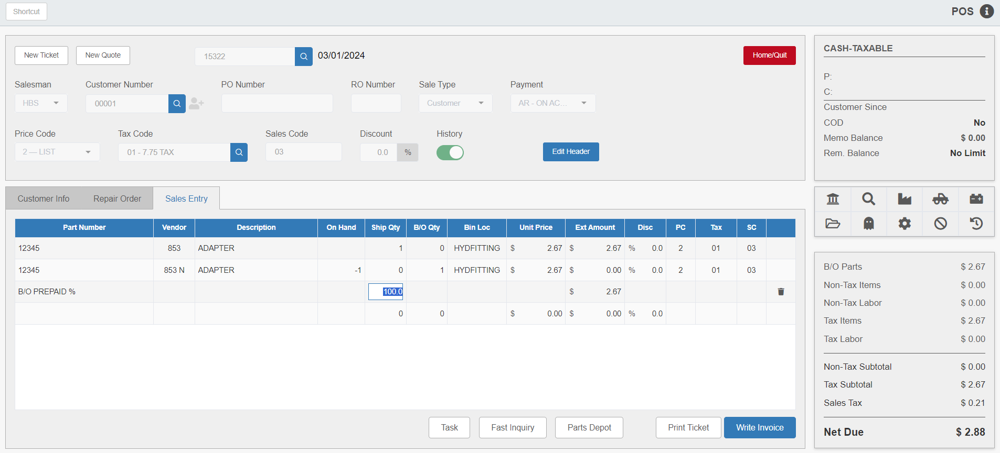 Shortcut
POS
New Ticket
New Quote
15322
03/01/2024
Home/Quit
Salesman
Customer Number
PO Number
RO Number
Sale Type
Payment
HBS
00001
Customer
AR - ON AC...
Price Code
Tax Code
Sales Code
Discount
History
2 — LIST
01 - 7.75 TAX
03
0.0 %
Edit Header
CASH-TAXABLE
P:
C:
Customer Since
COD No
Memo Balance $ 0.00
Rem. Balance No Limit
Customer Info
Repair Order
Sales Entry
Part Number Vendor Description On Hand Ship Qty B/O Qty Bin Loc Unit Price Ext Amount Disc PC Tax SC
12345 853 ADAPTER 1 0 HYDFITTING $ 2.67 $ 2.67 % 0.0 2 01 03
12345 853 N ADAPTER -1 0 1 HYDFITTING $ 2.67 $ 0.00 % 0.0 2 01 03
B/O PREPAID % 100.0 $ 2.67
0 0 $ 0.00 $ 0.00 % 0.0
Task
Fast Inquiry
Parts Depot
Print Ticket
Write Invoice
B/O Parts $ 2.67
Non-Tax Items $ 0.00
Non-Tax Labor $ 0.00
Tax Items $ 2.67
Tax Labor $ 0.00
Non-Tax Subtotal $ 0.00
Tax Subtotal $ 2.67
Sales Tax $ 0.21
Net Due $ 2.88